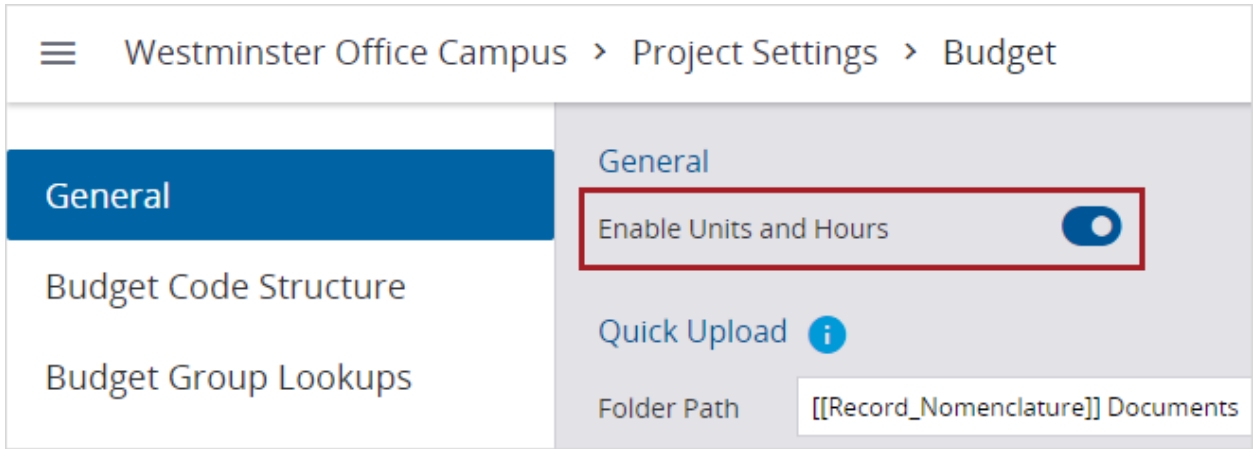 Westminster Office Campus > Project Settings > Budget
General
Budget Code Structure
Budget Group Lookups
General
Enable Units and Hours
Quick Upload i
Folder Path [[Record_Nomenclature]] Documents